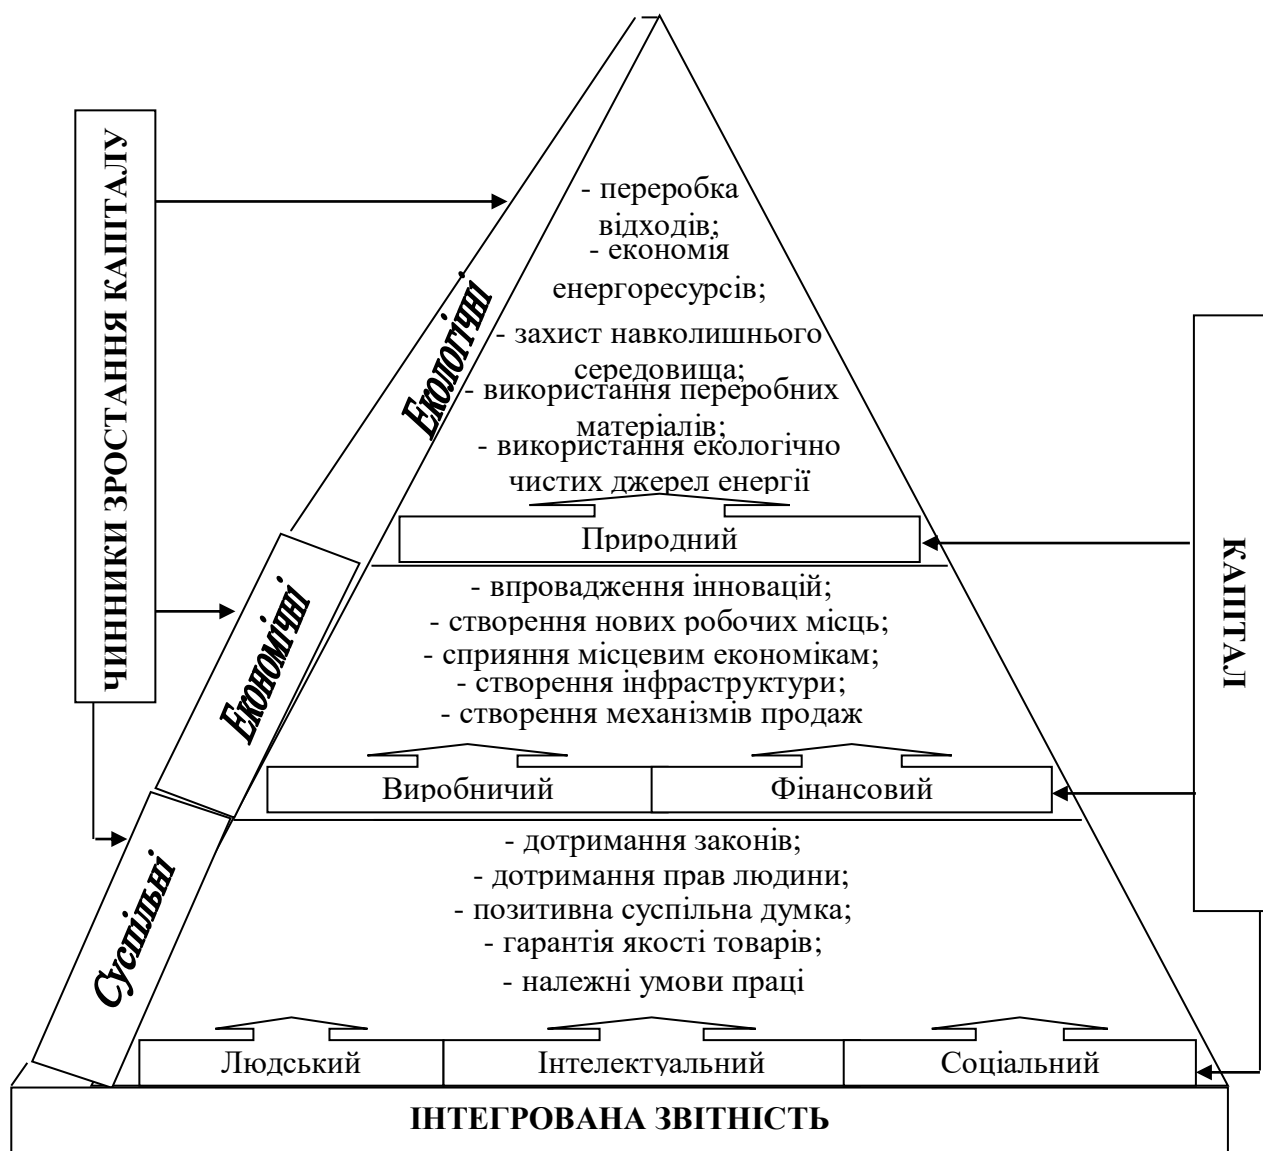 ЧИННИКИ ЗРОСТАННЯ КАПІТАЛУ
Екологічні
- переробка
відходів;
- економія
енергоресурсів;
- захист навколишнього
середовища;
- використання переробних
матеріалів;
- використання екологічно
чистих джерел енергії
Природний
КАПІТАЛ
Економічні
- впровадження інновацій;
- створення нових робочих місць;
- сприяння місцевим економікам;
- створення інфраструктури;
- створення механізмів продаж
Виробничий
Фінансовий
Суспільні
- дотримання законів;
- дотримання прав людини;
- позитивна суспільна думка;
- гарантія якості товарів;
- належні умови праці
Людський
Інтелектуальний
Соціальний
ІНТЕГРОВАНА ЗВІТНІСТЬ